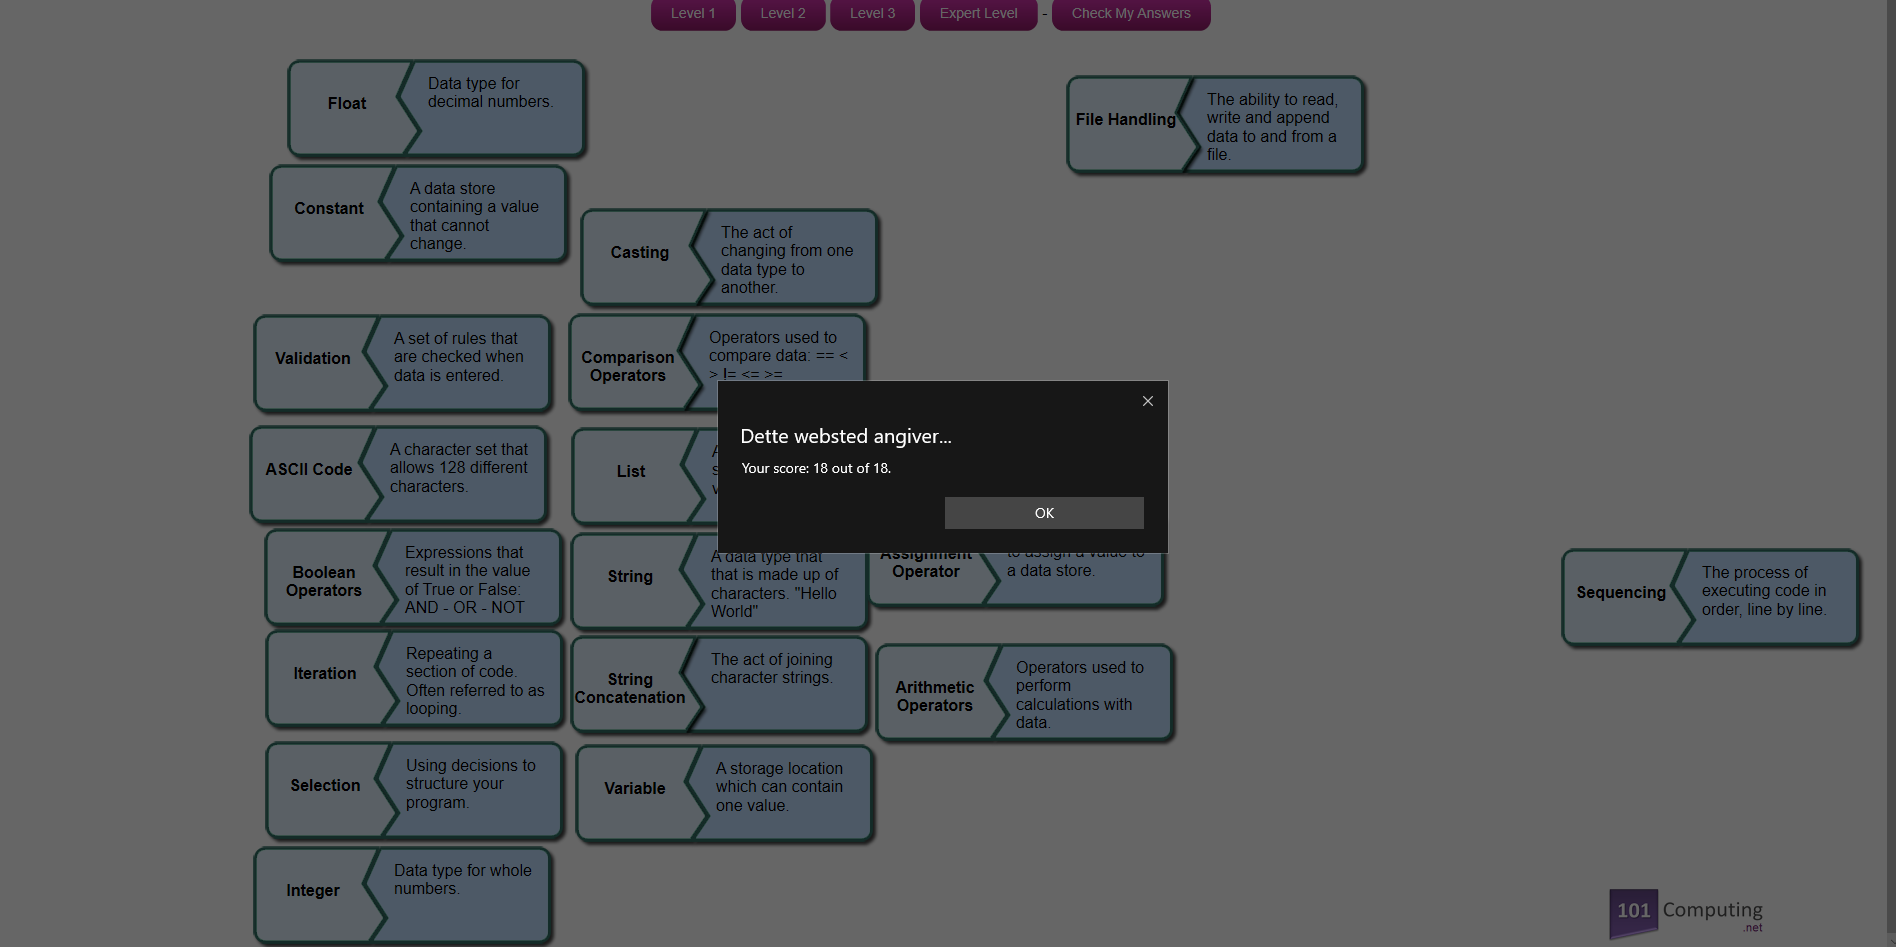 Level 1
Level 2
Level 3
Expert Level
-
Check My Answers
Float
Data type for
decimal numbers.
File Handling
The ability to read,
write and append
data to and from a
file.
Constant
A data store
containing a value
that cannot
change.
Casting
The act of
changing from one
data type to
another.
Validation
A set of rules that
are checked when
data is entered.
Comparison
Operators
Operators used to
compare data: == <
> != <= >=
Dette websted angiver...
Your score: 18 out of 18.
OK
ASCII Code
A character set that
allows 128 different
characters.
List
Boolean
Operators
Expressions that
result in the value
of True or False:
AND - OR - NOT
String
A data type that
that is made up of
characters. "Hello
World"
Assignment
Operator
to assign a value to
a data store.
Sequencing
The process of
executing code in
order, line by line.
Iteration
Repeating a
section of code.
Often referred to as
looping.
String
Concatenation
The act of joining
character strings.
Arithmetic
Operators
Operators used to
perform
calculations with
data.
Selection
Using decisions to
structure your
program.
Variable
A storage location
which can contain
one value.
Integer
Data type for whole
numbers.
101 Computing
.net